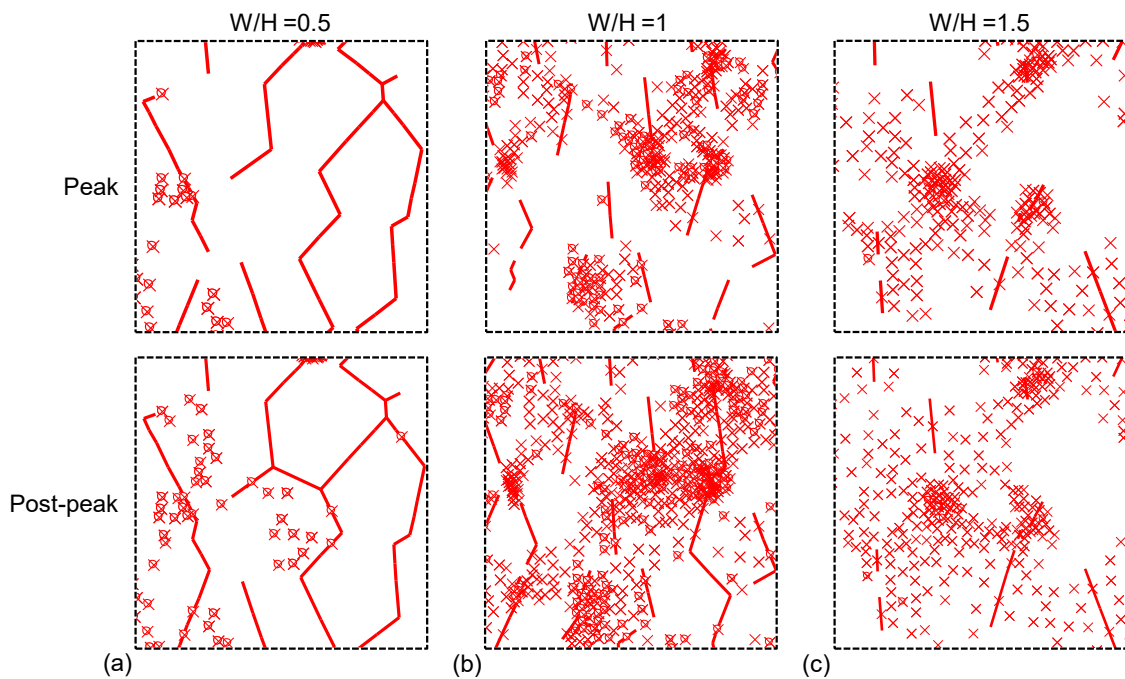 W/H =0.5
W/H =1
W/H =1.5
Peak
Post-peak
(a)
(b)
(c)